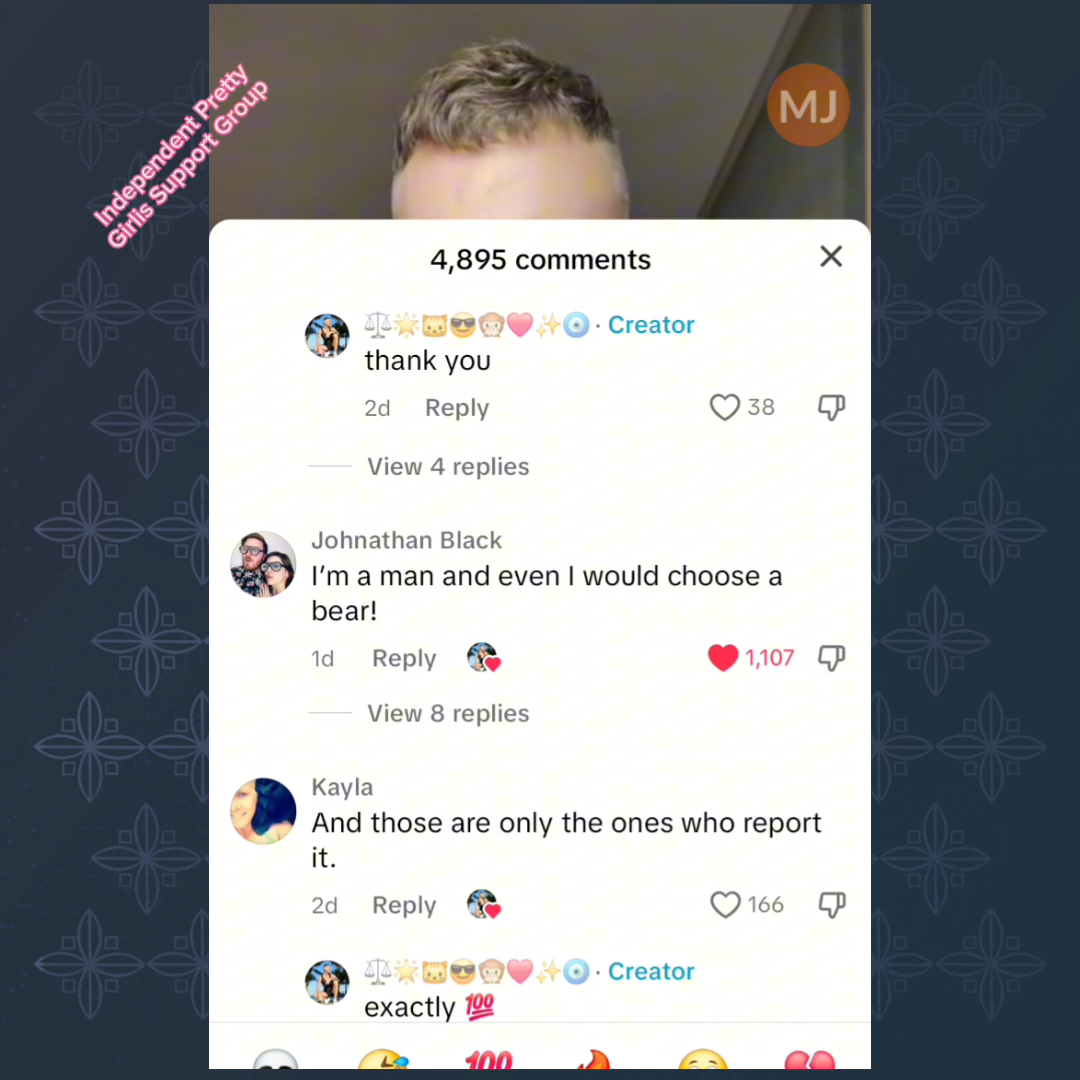 Independent Pretty
Girlis Support Group
MJ
4,895 comments
⚖️🌟🐱😎🙊🩷✨🧿 · Creator
thank you
2d Reply 38
View 4 replies
Johnathan Black
I'm a man and even I would choose a
bear!
1d Reply 1,107
View 8 replies
Kayla
And those are only the ones who report
it.
2d Reply 166
⚖️🌟🐱😎🙊🩷✨🧿 · Creator
exactly 💯